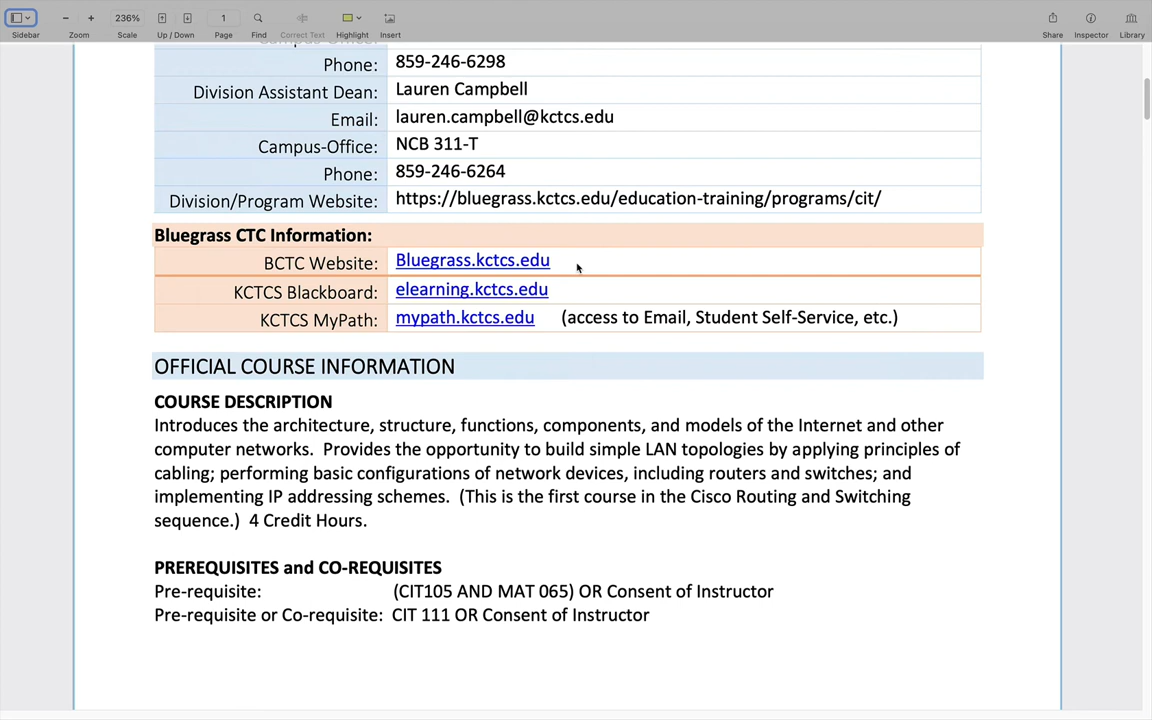 236%
1
Sidebar
Zoom
Scale
Up / Down
Page
Find
Correct Text
Highlight
Insert
Share
Inspector
Library
Phone: 859-246-6298
Division Assistant Dean: Lauren Campbell
Email: lauren.campbell@kctcs.edu
Campus-Office: NCB 311-T
Phone: 859-246-6264
Division/Program Website: https://bluegrass.kctcs.edu/education-training/programs/cit/
Bluegrass CTC Information:
BCTC Website: Bluegrass.kctcs.edu
KCTCS Blackboard: elearning.kctcs.edu
KCTCS MyPath: mypath.kctcs.edu (access to Email, Student Self-Service, etc.)
OFFICIAL COURSE INFORMATION
COURSE DESCRIPTION
Introduces the architecture, structure, functions, components, and models of the Internet and other
computer networks. Provides the opportunity to build simple LAN topologies by applying principles of
cabling; performing basic configurations of network devices, including routers and switches; and
implementing IP addressing schemes. (This is the first course in the Cisco Routing and Switching
sequence.) 4 Credit Hours.
PREREQUISITES and CO-REQUISITES
Pre-requisite: (CIT105 AND MAT 065) OR Consent of Instructor
Pre-requisite or Co-requisite: CIT 111 OR Consent of Instructor